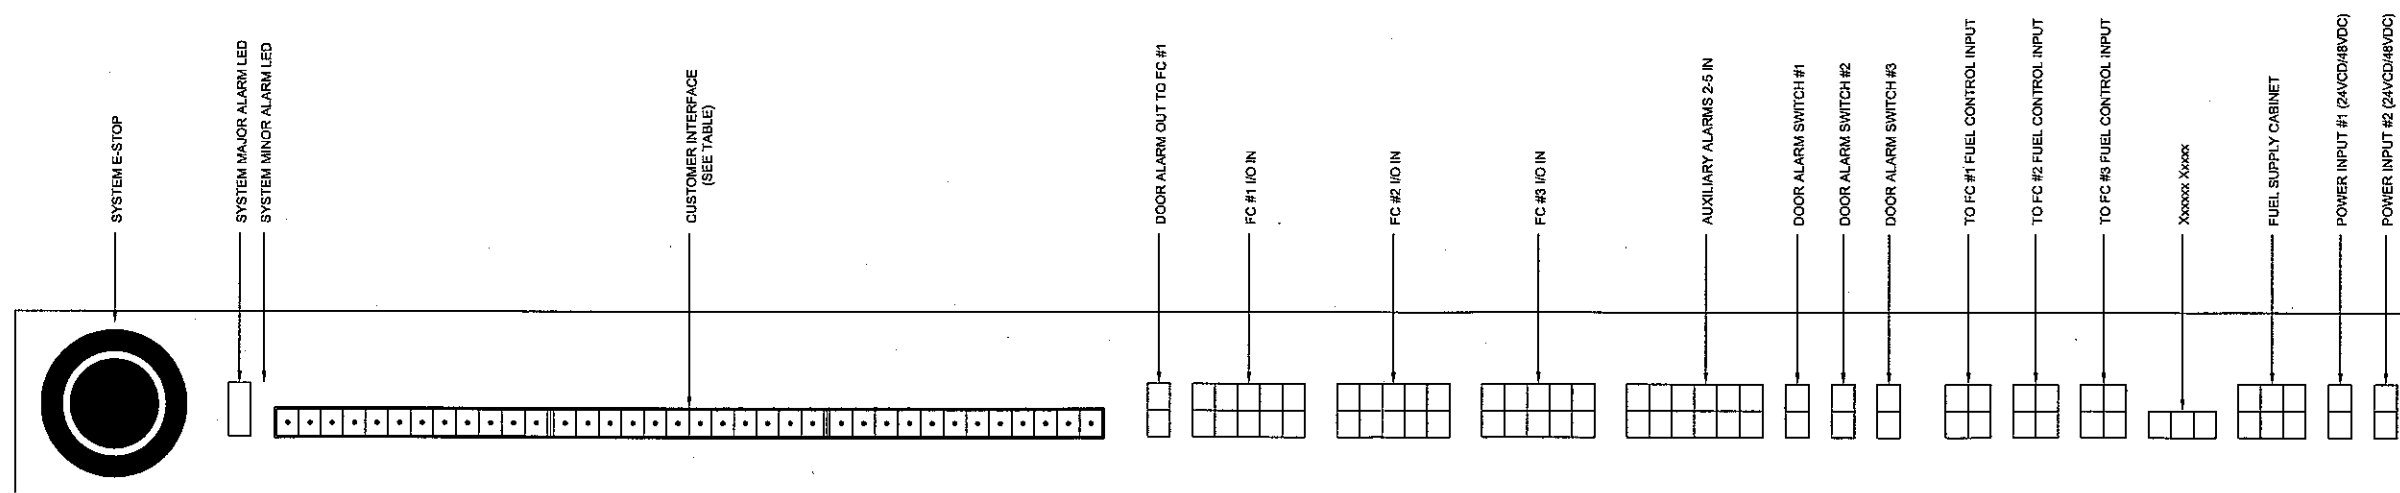 SYSTEM E-STOP
SYSTEM MAJOR ALARM LED
SYSTEM MINOR ALARM LED
CUSTOMER INTERFACE
(SEE TABLE)
DOOR ALARM OUT TO FC #1
FC #1 I/O IN
FC #2 I/O IN
FC #3 I/O IN
AUXILIARY ALARMS 2-5 IN
DOOR ALARM SWITCH #1
DOOR ALARM SWITCH #2
DOOR ALARM SWITCH #3
TO FC #1 FUEL CONTROL INPUT
TO FC #2 FUEL CONTROL INPUT
TO FC #3 FUEL CONTROL INPUT
Xxxxxx Xxxxx
FUEL SUPPLY CABINET
POWER INPUT #1 (24VCD/48VDC)
POWER INPUT #2 (24VCD/48VDC)